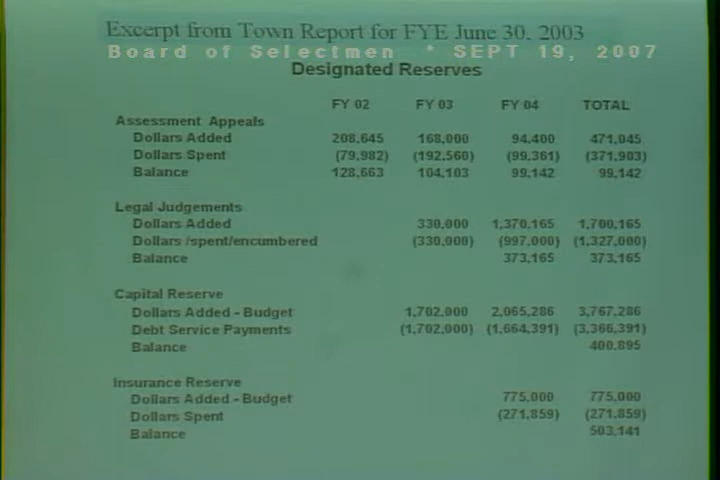 Excerpt from Town Report for FYE June 30, 2003
Board of Selectmen * SEPT 19, 2007
Designated Reserves
FY 02 FY 03 FY 04 TOTAL
Assessment Appeals
Dollars Added 208,645 168,000 94,400 471,045
Dollars Spent (79,982) (192,560) (99,361) (371,903)
Balance 128,663 104,103 99,142 99,142
Legal Judgements
Dollars Added 330,000 1,370,165 1,700,165
Dollars /spent/encumbered (330,000) (997,000) (1,327,000)
Balance 373,165 373,165
Capital Reserve
Dollars Added - Budget 1,702,000 2,065,286 3,767,286
Debt Service Payments (1,702,000) (1,664,391) (3,366,391)
Balance 400,895
Insurance Reserve
Dollars Added - Budget 775,000 775,000
Dollars Spent (271,859) (271,859)
Balance 503,141